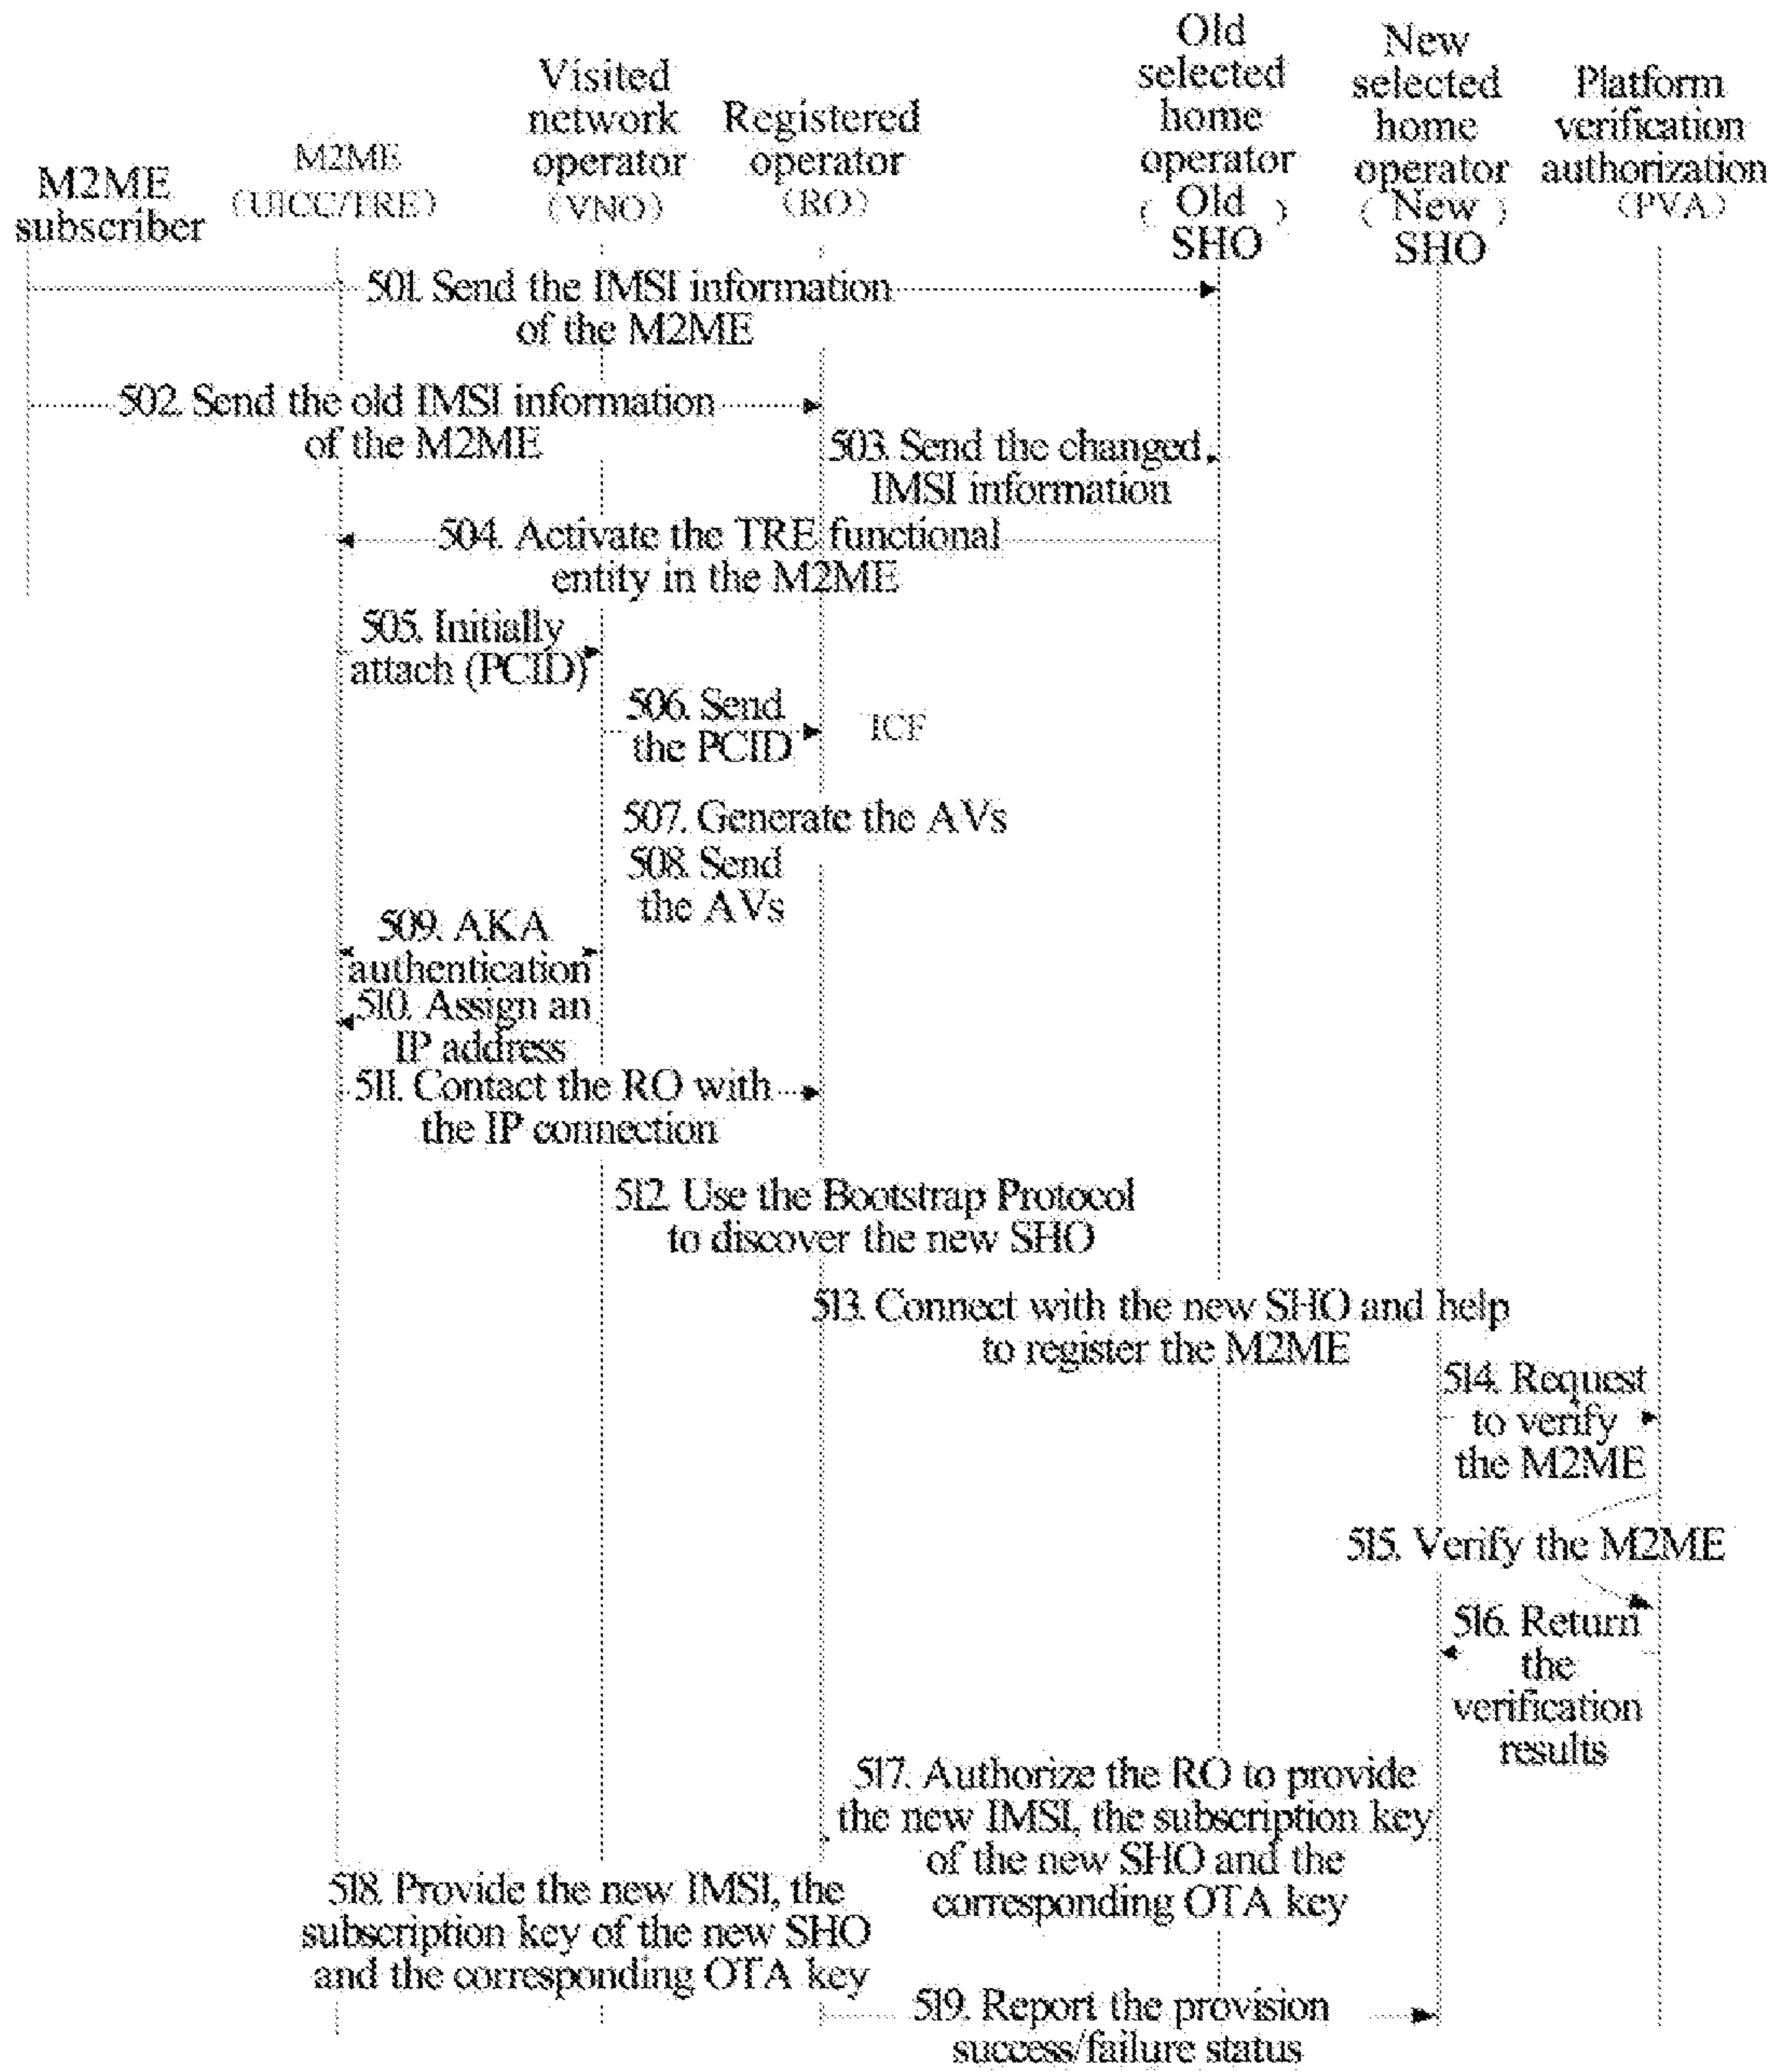 M2ME
subscriber
M2ME
(UICC/TRE)
Visited
network
operator
(VNO)
Registered
operator
(RO)
Old
selected
home
operator
( Old )
SHO
New
selected
home
operator
( New )
SHO
Platform
verification
authorization
(PVA)
501. Send the IMSI information
of the M2ME
502. Send the old IMSI information
of the M2ME
503. Send the changed
IMSI information
504. Activate the TRE functional
entity in the M2ME
505. Initially
attach (PCID)
506. Send
the PCID
ICF
507. Generate the AVs
508. Send
the AVs
509. AKA
authentication
510. Assign an
IP address
511. Contact the RO with
the IP connection
512. Use the Bootstrap Protocol
to discover the new SHO
513. Connect with the new SHO and help
to register the M2ME
514. Request
to verify
the M2ME
515. Verify the M2ME
516. Return
the
verification
results
517. Authorize the RO to provide
the new IMSI, the subscription key
of the new SHO and the
corresponding OTA key
518. Provide the new IMSI, the
subscription key of the new SHO
and the corresponding OTA key
519. Report the provision
success/failure status